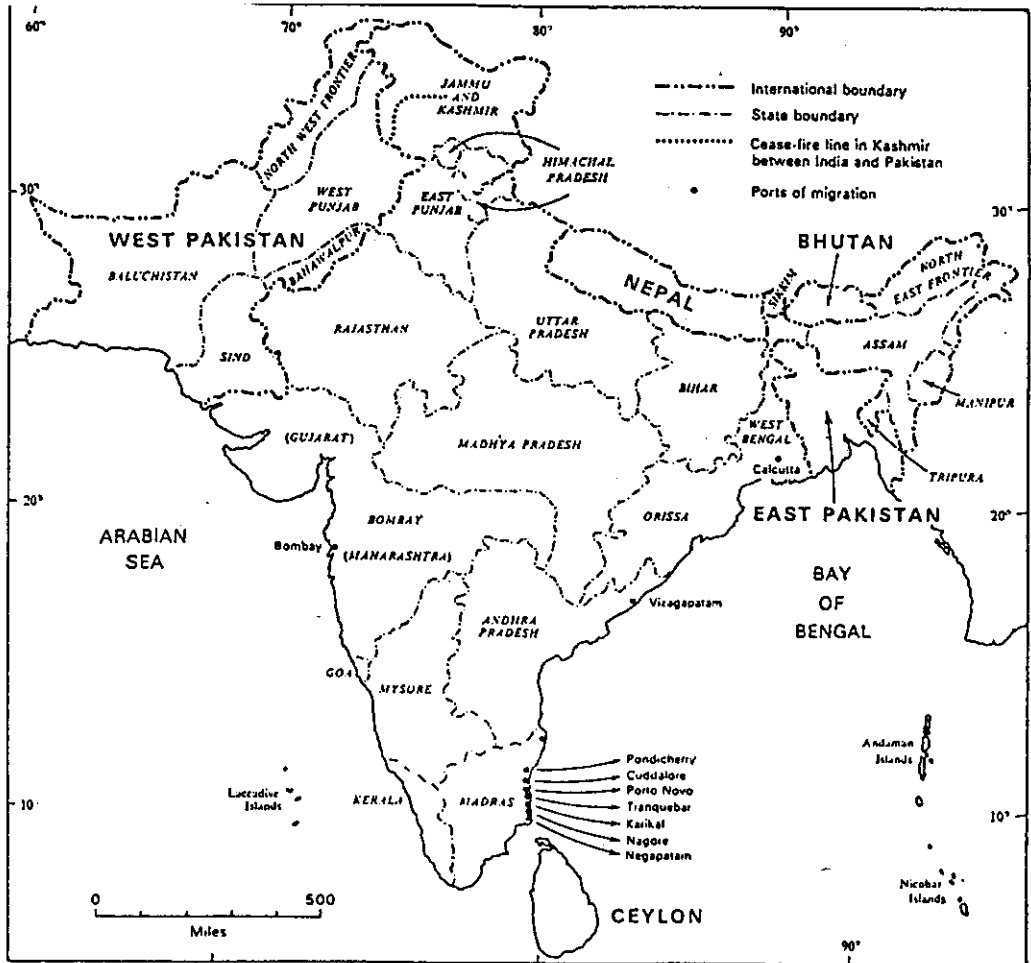 60°
70°
80°
90°
International boundary
State boundary
Cease-fire line in Kashmir
between India and Pakistan
Ports of migration
NORTH WEST FRONTIER
JAMMU
AND
KASHMIR
HIMACHAL
PRADESH
30°
WEST
PUNJAB
EAST
PUNJAB
30°
WEST PAKISTAN
BAHAWALPUR
BALUCHISTAN
BHUTAN
NORTH
EAST FRONTIER
NEPAL
SIKKIM
RAJASTHAN
UTTAR
PRADESH
ASSAM
SIND
BIHAR
MANIPUR
(GUJARAT)
MADHYA PRADESH
WEST
BENGAL
Calcutta
TRIPURA
20°
ORISSA
EAST PAKISTAN
20°
ARABIAN
SEA
BOMBAY
Bombay
(MAHARASHTRA)
BAY
OF
BENGAL
Vizagapatam
ANDHRA
PRADESH
GOA
MYSURE
Andaman
Islands
Pondicherry
Cuddalore
Porto Novo
Tranquebar
Karikal
Nagore
Negapatam
Laccadive
Islands
KERALA
MADRAS
10°
10°
Nicobar
Islands
0 500
Miles
CEYLON
90°